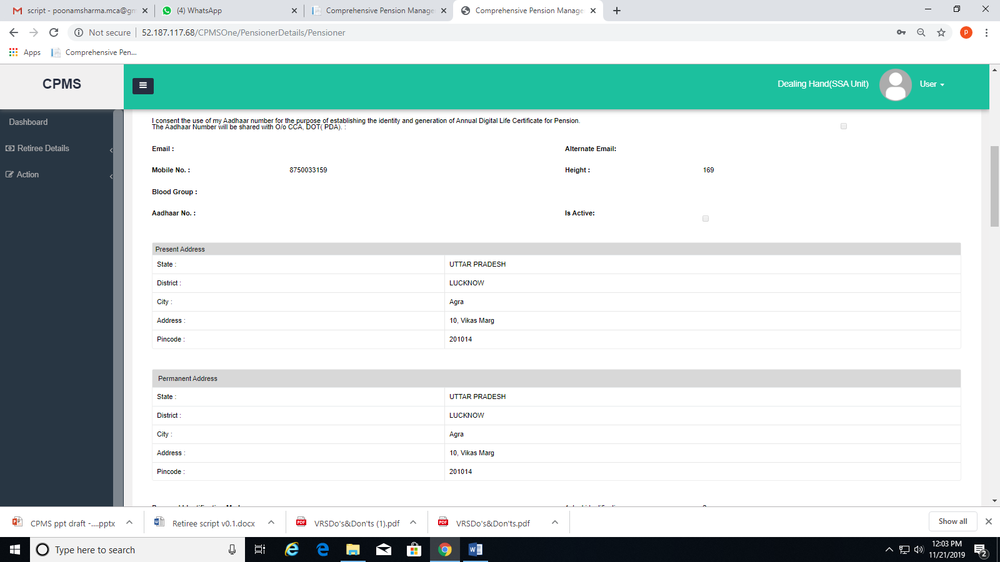 script - poonamsharma.mca@gm
(4) WhatsApp
Comprehensive Pension Manage
Comprehensive Pension Manage
Not secure
52.187.117.68/CPMSOne/PensionerDetails/Pensioner
P
Apps
Comprehensive Pen...
CPMS
Dealing Hand(SSA Unit)
User
Dashboard
Retiree Details
Action
I consent the use of my Aadhaar number for the purpose of establishing the identity and generation of Annual Digital Life Certificate for Pension.
The Aadhaar Number will be shared with O/o CCA, DOT( PDA). :
Email :
Alternate Email:
Mobile No. : 8750033159
Height : 169
Blood Group :
Aadhaar No. :
Is Active:
Present Address
State : UTTAR PRADESH
District : LUCKNOW
City : Agra
Address : 10, Vikas Marg
Pincode : 201014
Permanent Address
State : UTTAR PRADESH
District : LUCKNOW
City : Agra
Address : 10, Vikas Marg
Pincode : 201014
CPMS ppt draft -....pptx
Retiree script v0.1.docx
VRSDo's&Don'ts (1).pdf
VRSDo's&Don'ts.pdf
Show all
Type here to search
12:03 PM
11/21/2019
2